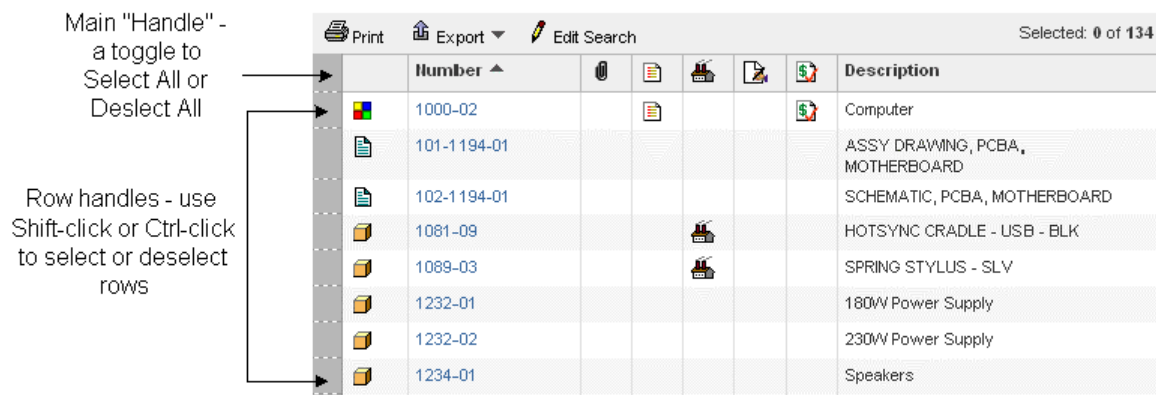 Main "Handle" -
a toggle to
Select All or
Deslect All
Row handles - use
Shift-click or Ctrl-click
to select or deselect
rows
Print Export Edit Search Selected: 0 of 134
Number Description
1000-02 Computer
101-1194-01 ASSY DRAWING, PCBA,
MOTHERBOARD
102-1194-01 SCHEMATIC, PCBA, MOTHERBOARD
1081-09 HOTSYNC CRADLE - USB - BLK
1089-03 SPRING STYLUS - SLV
1232-01 180W Power Supply
1232-02 230W Power Supply
1234-01 Speakers